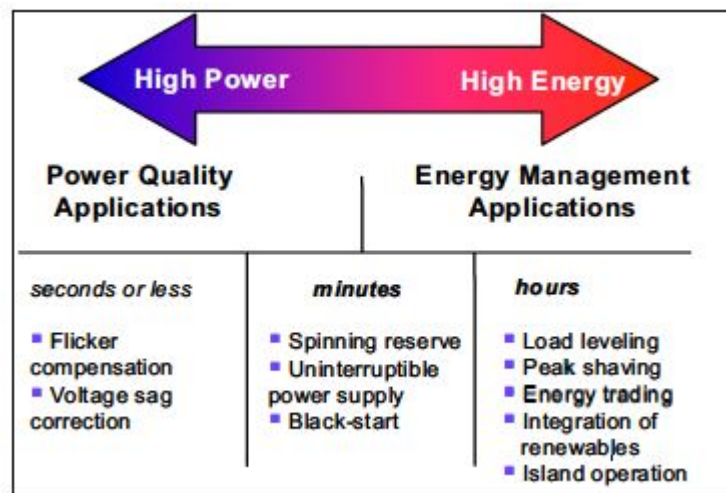 High Power High Energy
Power Quality
Applications
Energy Management
Applications
seconds or less
■ Flicker
compensation
■ Voltage sag
correction
minutes
■ Spinning reserve
■ Uninterruptible
power supply
■ Black-start
hours
■ Load leveling
■ Peak shaving
■ Energy trading
■ Integration of
renewables
■ Island operation